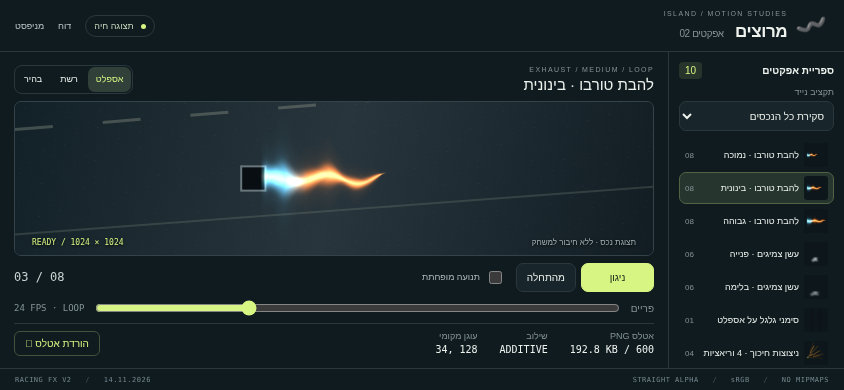 ISLAND / MOTION STUDIES
מרוצים אפקטים 02
תצוגה חיה
דוח
מניפסט
ספריית אפקטים 10
תקציב נייד
סקירת כל הנכסים
להבת טורבו · נמוכה 08
להבת טורבו · בינונית 08
להבת טורבו · גבוהה 08
עשן צמיגים · פנייה 06
עשן צמיגים · בלימה 06
סימני גלגל על אספלט 01
ניצוצות חיכוך · 4 וריאציות 04
EXHAUST / MEDIUM / LOOP
להבת טורבו · בינונית
אספלט
רשת
בהיר
תצוגת נכס · ללא חיבור למשחק
READY / 1024 × 1024
ניגון
מהתחלה
תנועה מופחתת
03 / 08
פריים
24 FPS · LOOP
אטלס PNG
192.8 KB / 600
שילוב
ADDITIVE
עוגן מקומי
34, 128
הורדת אטלס
RACING FX V2 / 14.11.2026
STRAIGHT ALPHA / sRGB / NO MIPMAPS